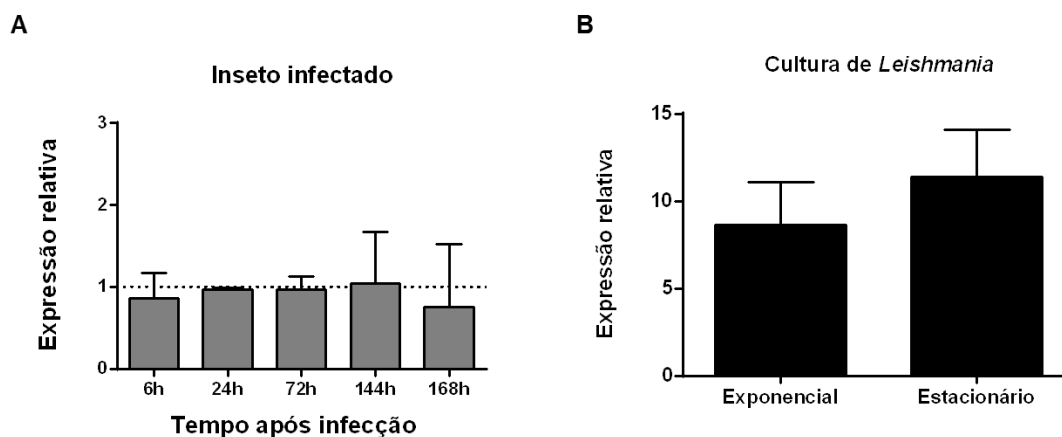 A
Inseto infectado
Expressão relativa
3
2
1
0
6h 24h 72h 144h 168h
Tempo após infecção
B
Cultura de Leishmania
Expressão relativa
15
10
5
0
Exponencial Estacionário